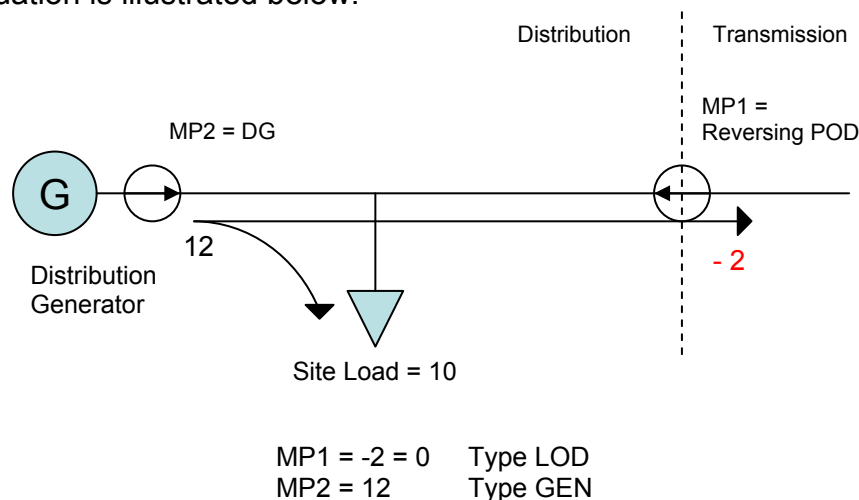 uation is illustrated below.
Distribution
Transmission
MP1 =
Reversing POD
MP2 = DG
G
12
- 2
Distribution
Generator
Site Load = 10
MP1 = -2 = 0 Type LOD
MP2 = 12 Type GEN